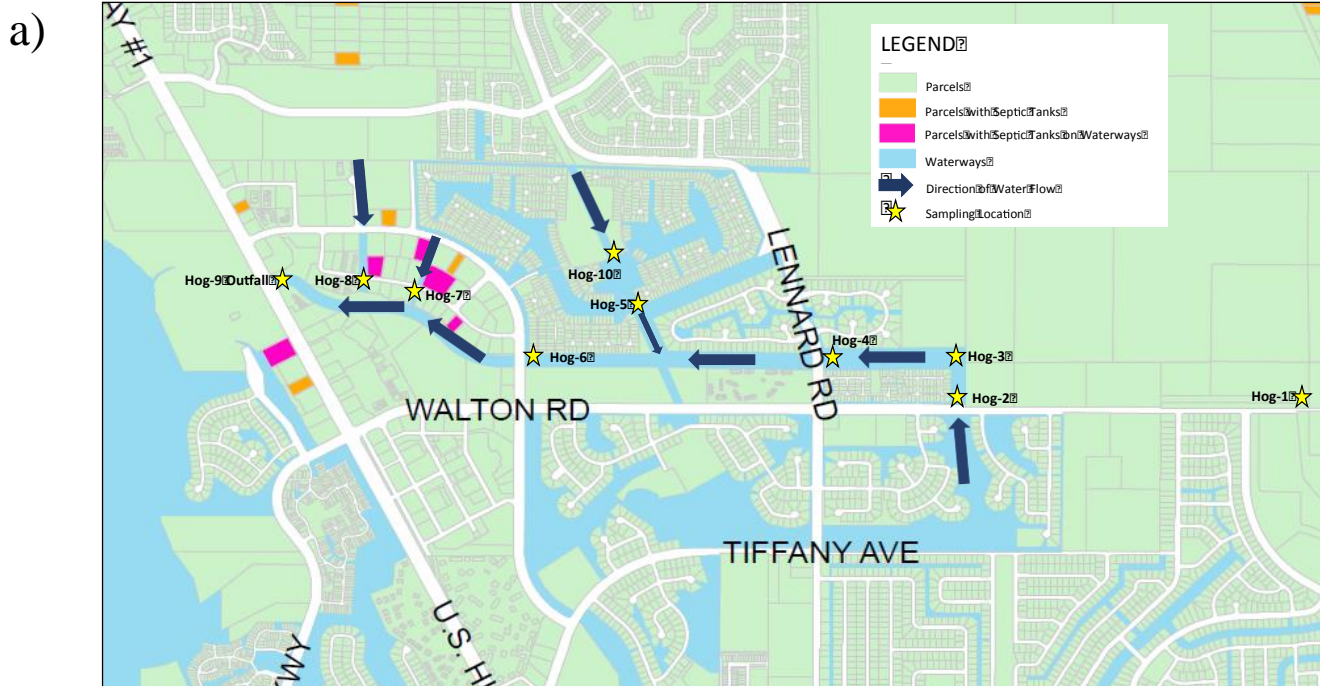 a)
AY #1
LEGEND⍰
Parcels⍰
Parcels⍰with⍰Septic⍰Tanks⍰
Parcels⍰with⍰Septic⍰Tanks⍰on⍰Waterways⍰
Waterways⍰
⍰
Direction⍰of⍰Water⍰Flow⍰
⍰
Sampling⍰Location⍰
LENNARD RD
Hog-10⍰
Hog-9⍰Outfall⍰
Hog-8⍰
Hog-7⍰
Hog-5⍰
Hog-4⍰
Hog-6⍰
Hog-3⍰
Hog-2⍰
Hog-1⍰
WALTON RD
TIFFANY AVE
U.S. HI
KWY